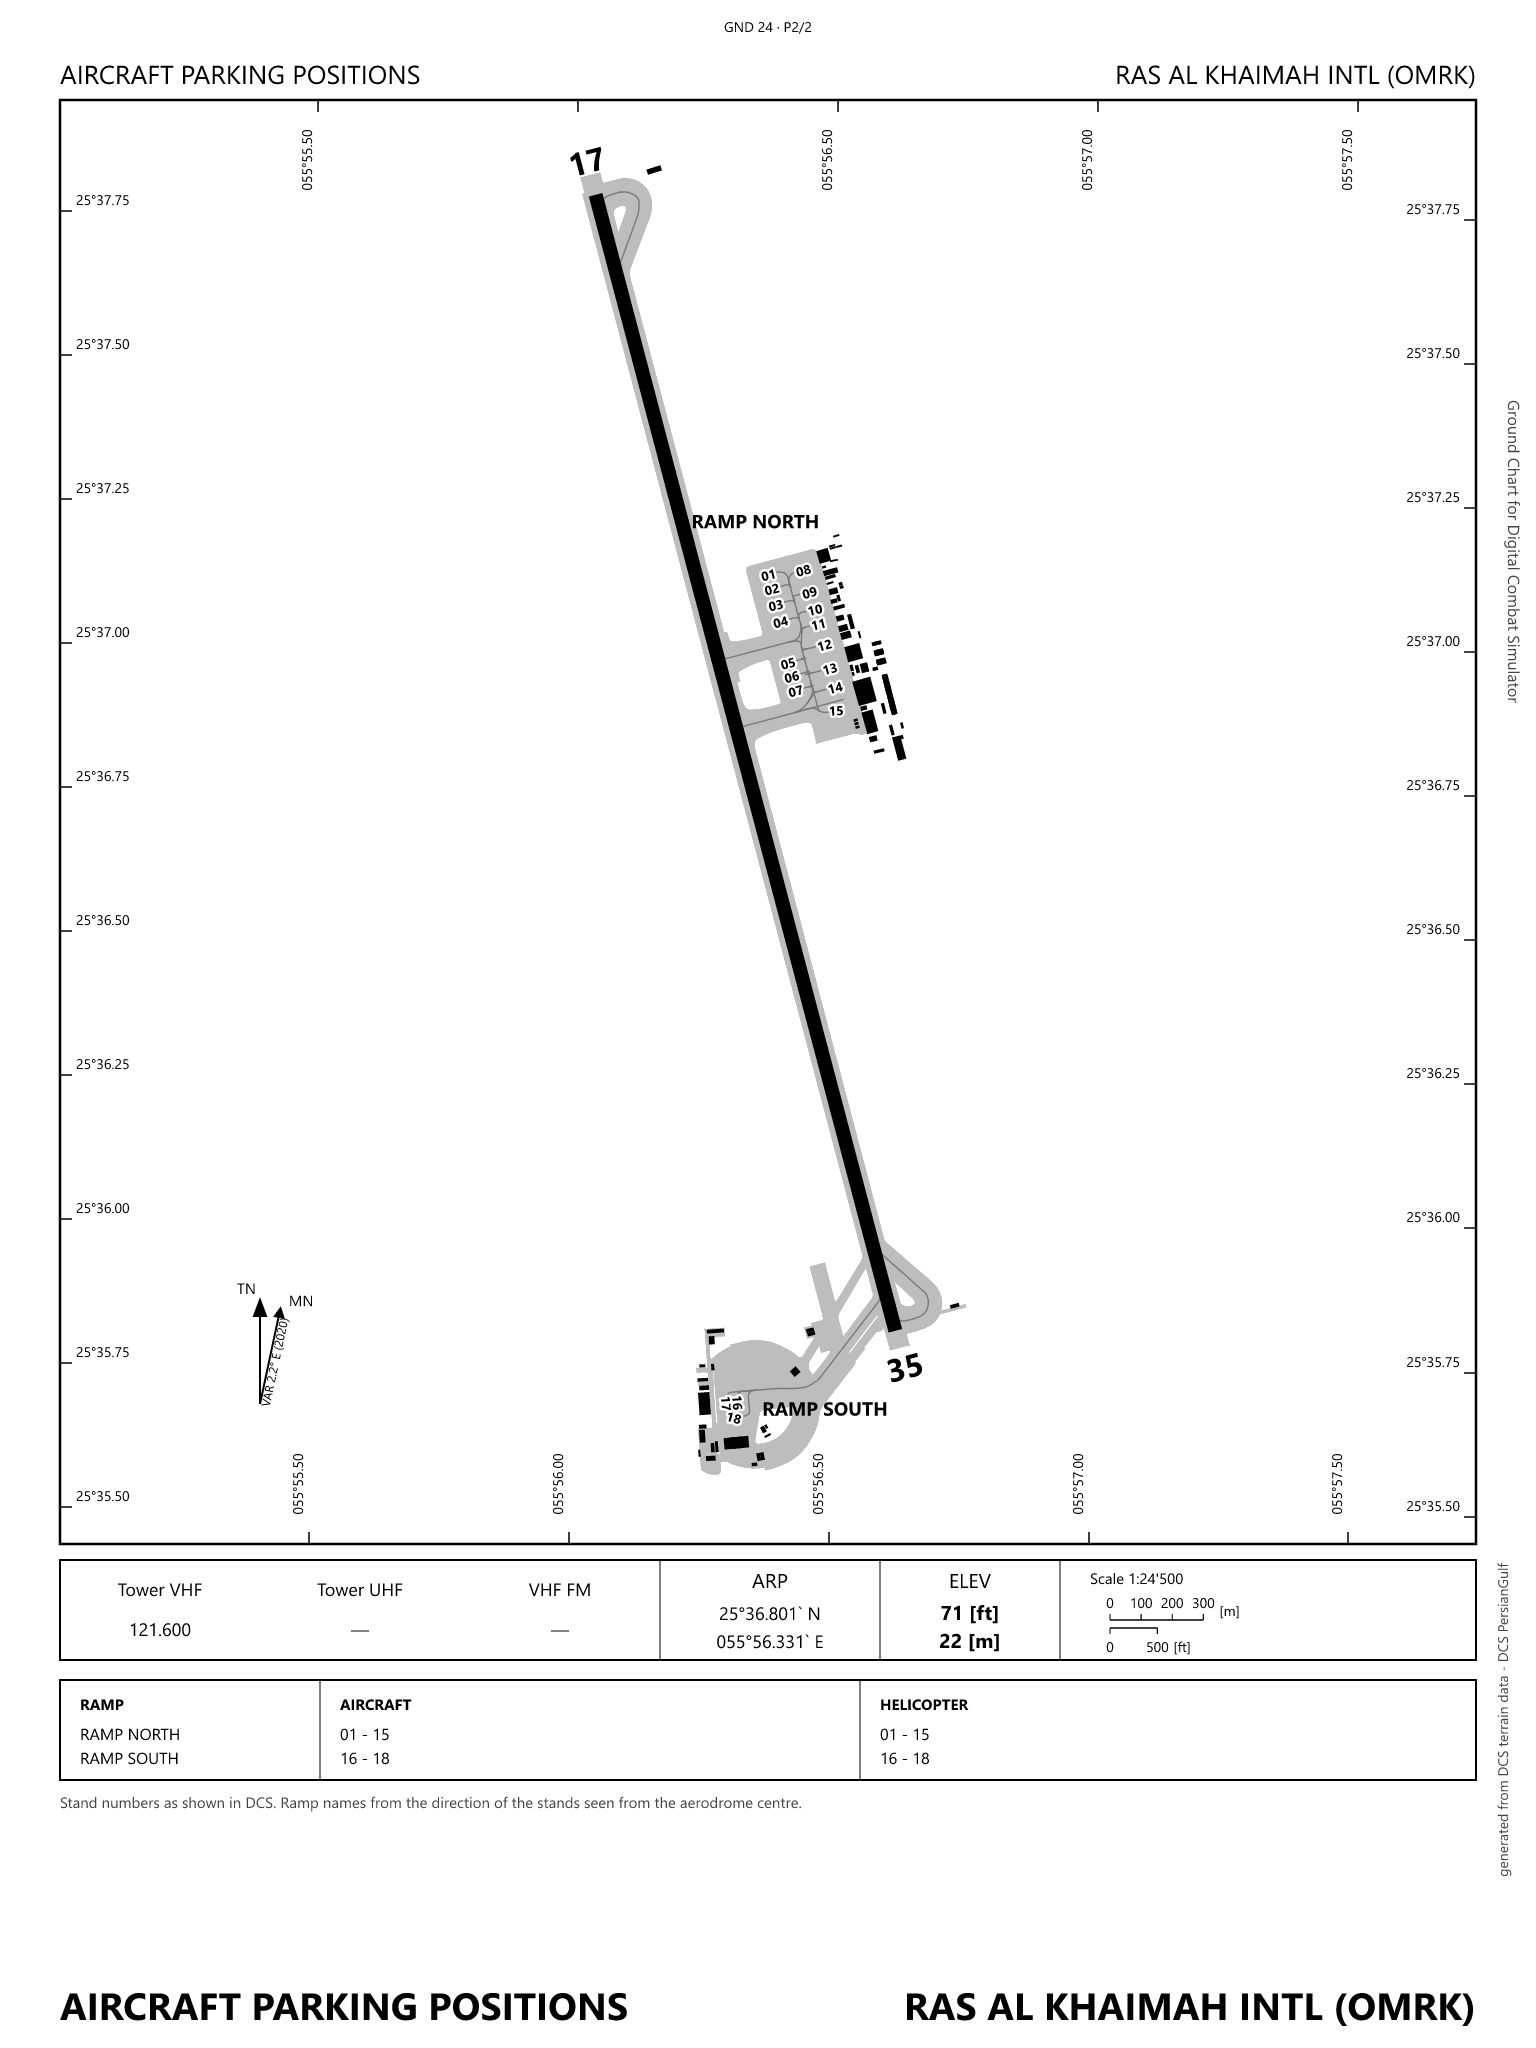 GND 24 · P2/2
AIRCRAFT PARKING POSITIONS
RAS AL KHAIMAH INTL (OMRK)
055°55.50
055°56.50
055°57.00
055°57.50
17
25°37.75
25°37.75
25°37.50
25°37.50
25°37.25
25°37.25
RAMP NORTH
01
08
02
09
03
10
04
11
25°37.00
25°37.00
12
05
13
06
14
07
15
25°36.75
25°36.75
25°36.50
25°36.50
25°36.25
25°36.25
25°36.00
25°36.00
TN
MN
VAR 2.2° E (2020)
25°35.75
25°35.75
35
16
17
18
RAMP SOUTH
055°55.50
055°56.00
055°56.50
055°57.00
055°57.50
25°35.50
25°35.50
Ground Chart for Digital Combat Simulator
Tower VHF
121.600
Tower UHF
—
VHF FM
—
ARP
25°36.801` N
055°56.331` E
ELEV
71 [ft]
22 [m]
Scale 1:24'500
0 100 200 300 [m]
0 500 [ft]
RAMP AIRCRAFT HELICOPTER
RAMP NORTH 01 - 15 01 - 15
RAMP SOUTH 16 - 18 16 - 18
generated from DCS terrain data - DCS PersianGulf
Stand numbers as shown in DCS. Ramp names from the direction of the stands seen from the aerodrome centre.
AIRCRAFT PARKING POSITIONS
RAS AL KHAIMAH INTL (OMRK)